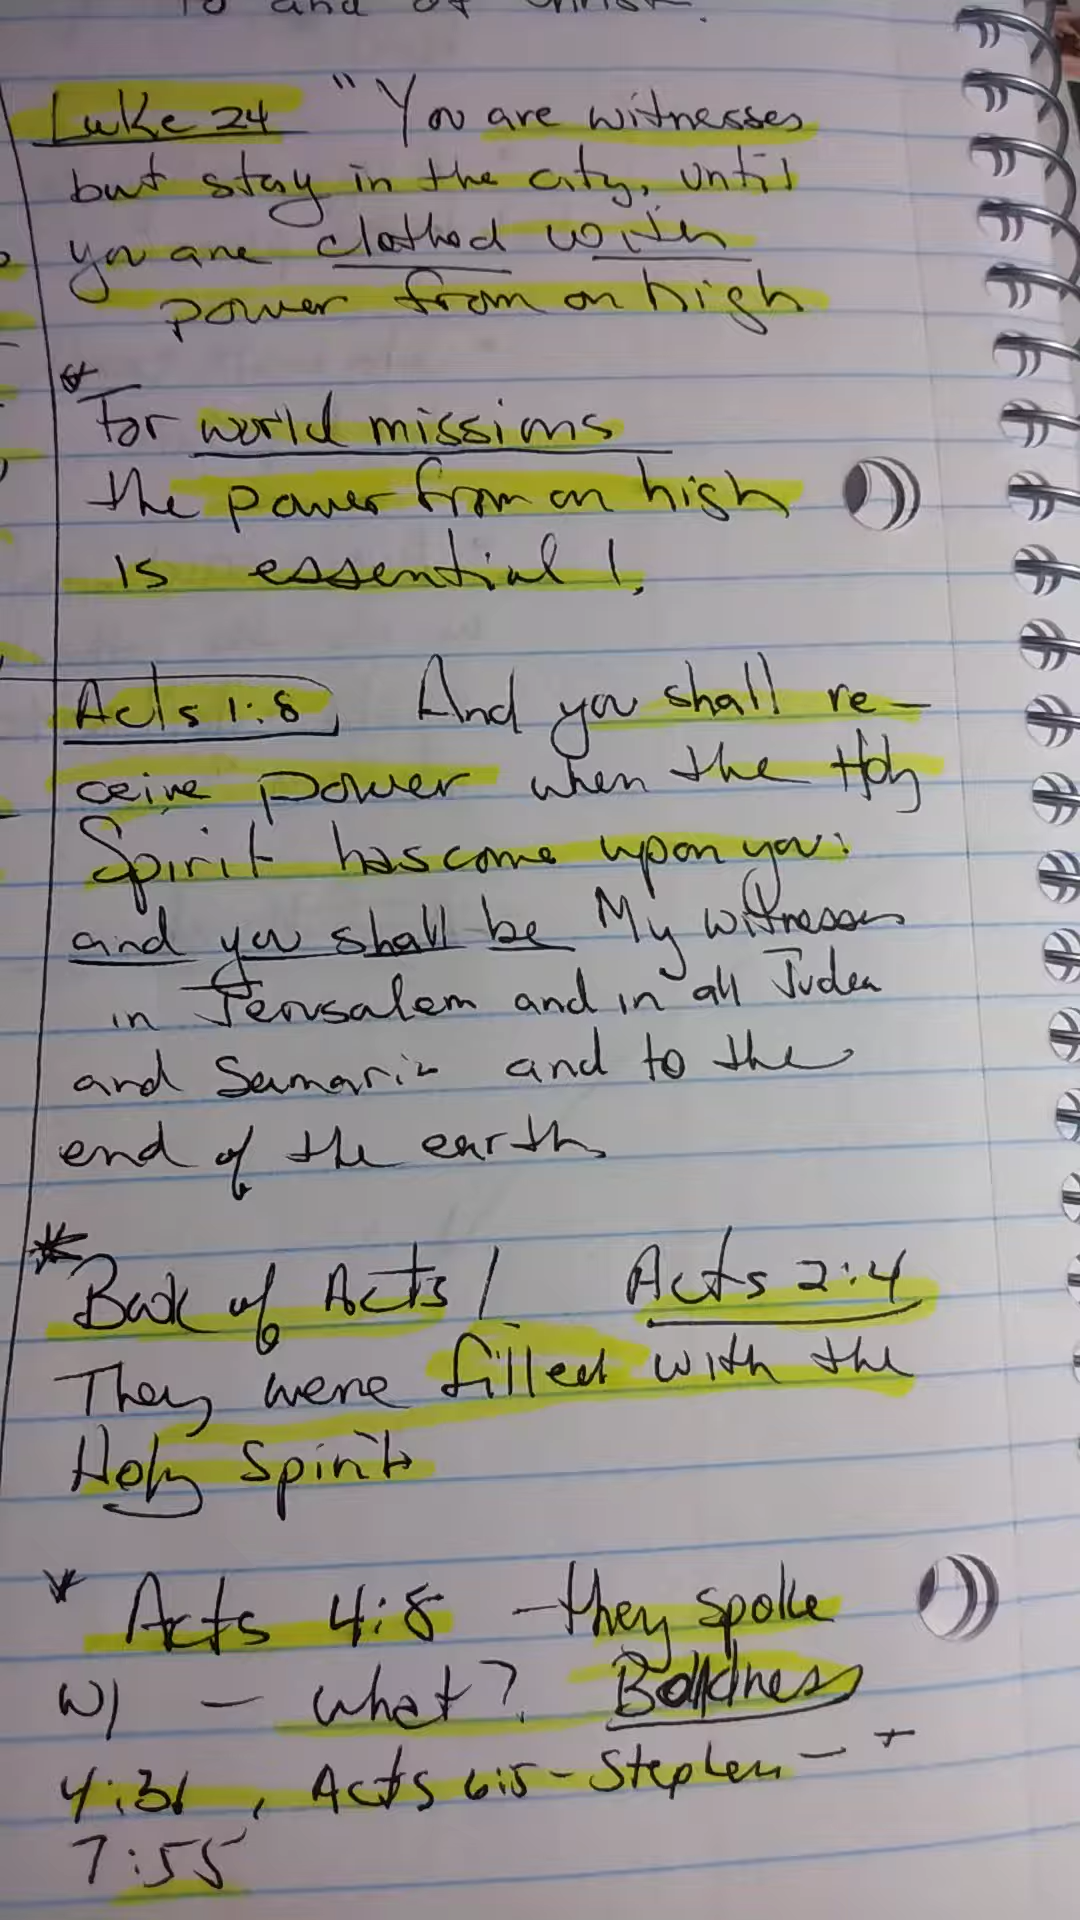 to and of Christ.
Luke 24 "You are witnesses
but stay in the city, until
you are clothed with
power from on high
* For world missions
the power from on high
is essential!
Acts 1:8, And you shall re-
ceive power when the Holy
Spirit has come upon you:
and you shall be My witnesses
in Jerusalem and in all Judea
and Samaria and to the
end of the earth
* Book of Acts! Acts 2:4
They were filled with the
Holy Spirit
* Acts 4:8 - they spoke
w/ - what? Boldness
4:31, Acts 6:5 - Stephen - +
7:55